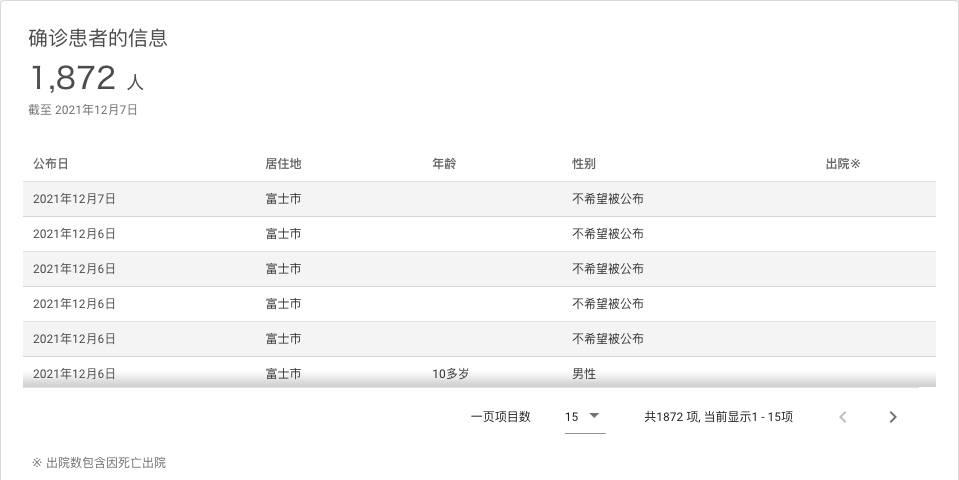 确诊患者的信息
1,872 人
截至 2021年12月7日
公布日 居住地 年龄 性别 出院※
2021年12月7日 富士市 不希望被公布
2021年12月6日 富士市 不希望被公布
2021年12月6日 富士市 不希望被公布
2021年12月6日 富士市 不希望被公布
2021年12月6日 富士市 不希望被公布
2021年12月6日 富士市 10多岁 男性
一页项目数 15 共1872 项, 当前显示1 - 15项
※ 出院数包含因死亡出院